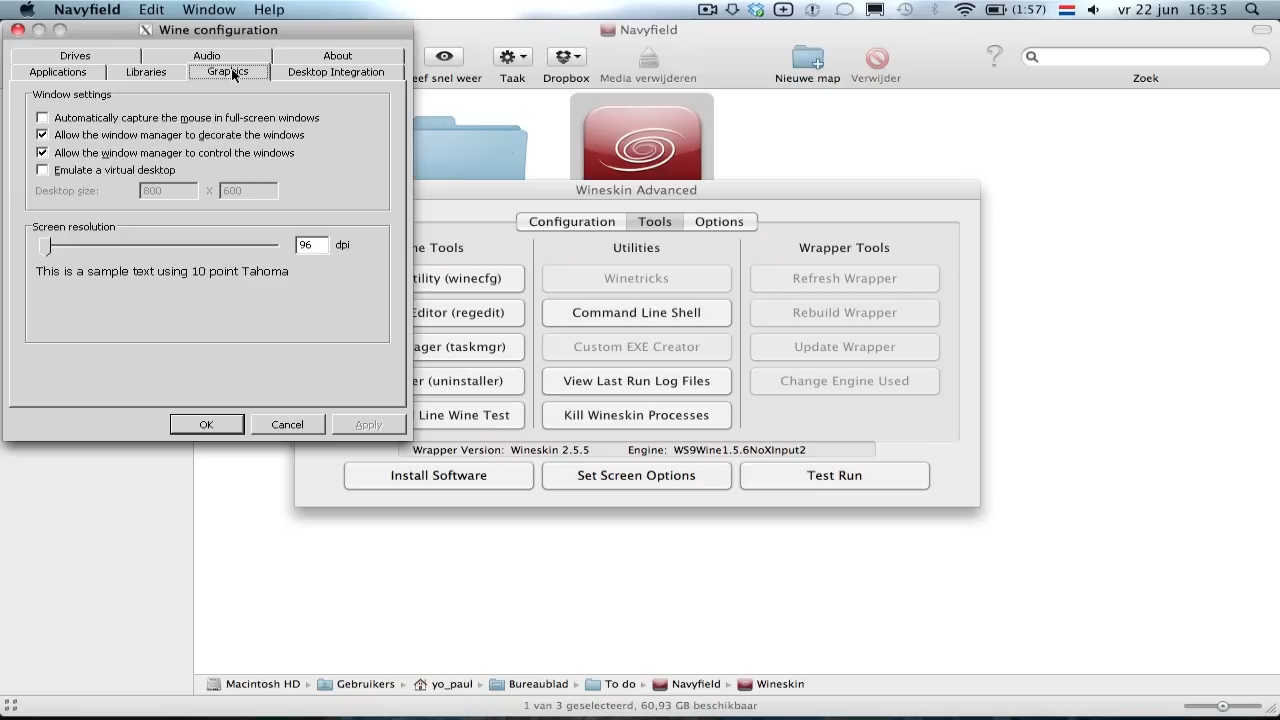 Navyfield Edit Window Help (1:57) vr 22 jun 16:35
Wine configuration
Navyfield
Drives Audio About
Applications Libraries Graphics Desktop Integration
eef snel weer Taak Dropbox Media verwijderen Nieuwe map Verwijder Zoek
Window settings
Automatically capture the mouse in full-screen windows
Allow the window manager to decorate the windows
Allow the window manager to control the windows
Emulate a virtual desktop
Desktop size: 800 X 600
Screen resolution
96 dpi
This is a sample text using 10 point Tahoma
OK Cancel Apply
Wineskin Advanced
Configuration Tools Options
ne Tools Utilities Wrapper Tools
tility (winecfg) Winetricks Refresh Wrapper
Editor (regedit) Command Line Shell Rebuild Wrapper
ager (taskmgr) Custom EXE Creator Update Wrapper
er (uninstaller) View Last Run Log Files Change Engine Used
Line Wine Test Kill Wineskin Processes
Wrapper Version: Wineskin 2.5.5 Engine: WS9Wine1.5.6NoXInput2
Install Software Set Screen Options Test Run
Macintosh HD Gebruikers yo_paul Bureaublad To do Navyfield Wineskin
1 van 3 geselecteerd, 60,93 GB beschikbaar